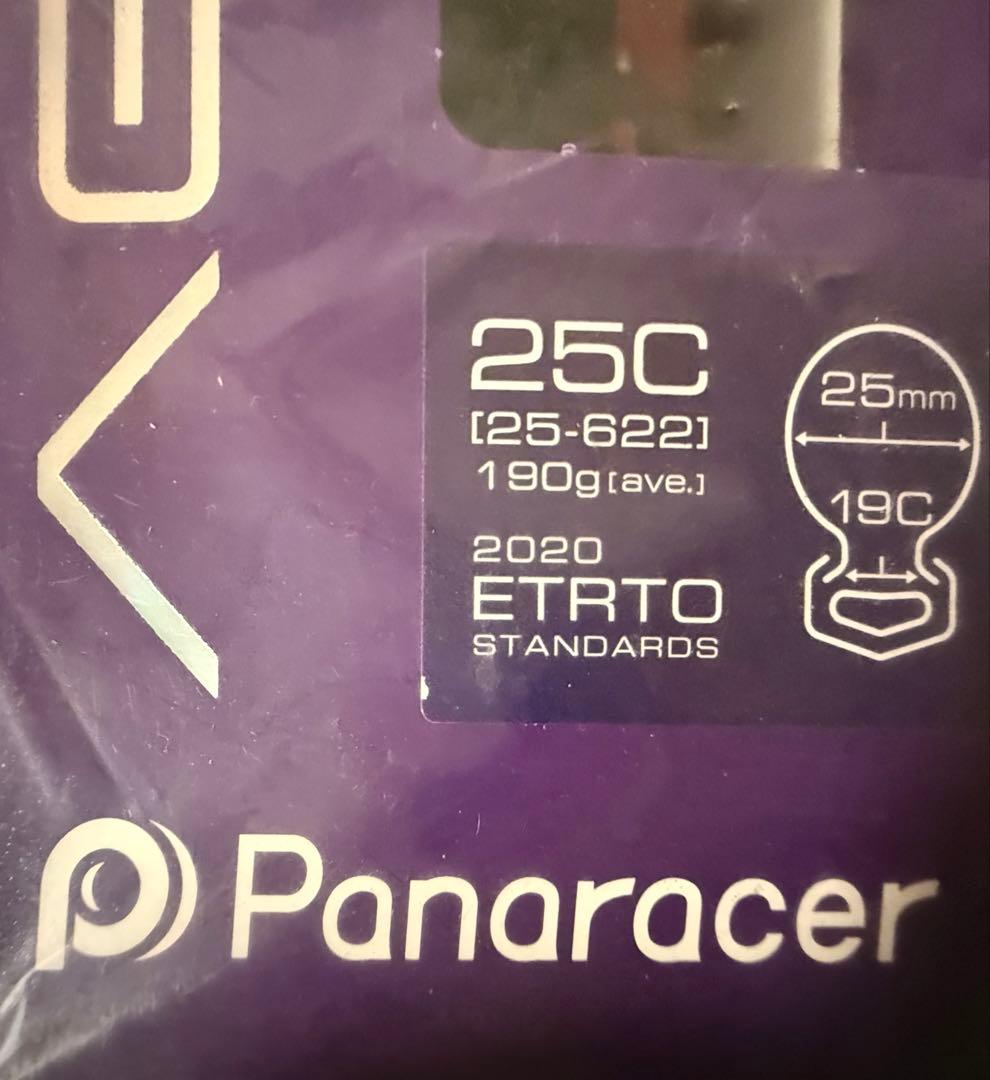 25C
[25-622]
190g[ave.]
2020
ETRTO
STANDARDS
25mm
19C
Panaracer